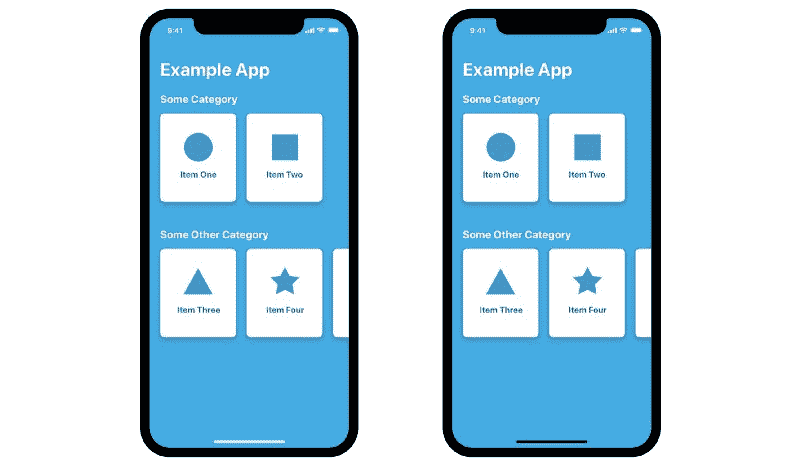 9:41
Example App
Some Category
Item One
Item Two
Some Other Category
Item Three
Item Four
9:41
Example App
Some Category
Item One
Item Two
Some Other Category
Item Three
Item Four